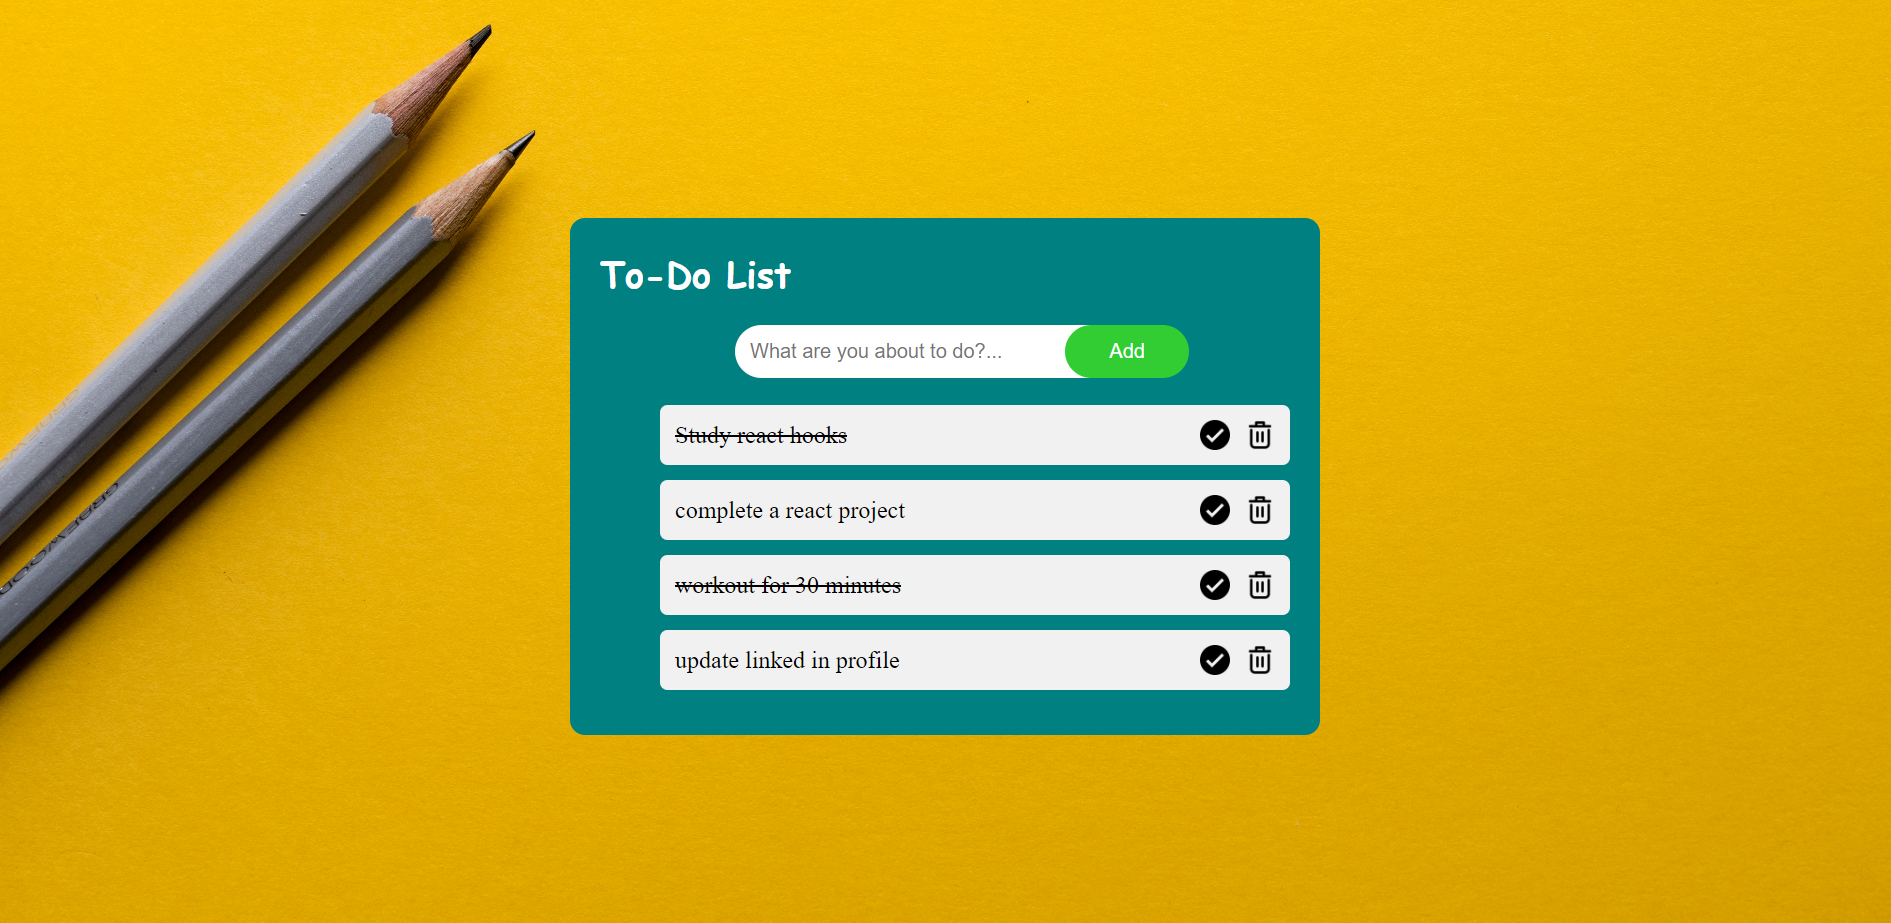 To-Do List
What are you about to do?...
Add
Study react hooks
complete a react project
workout for 30 minutes
update linked in profile